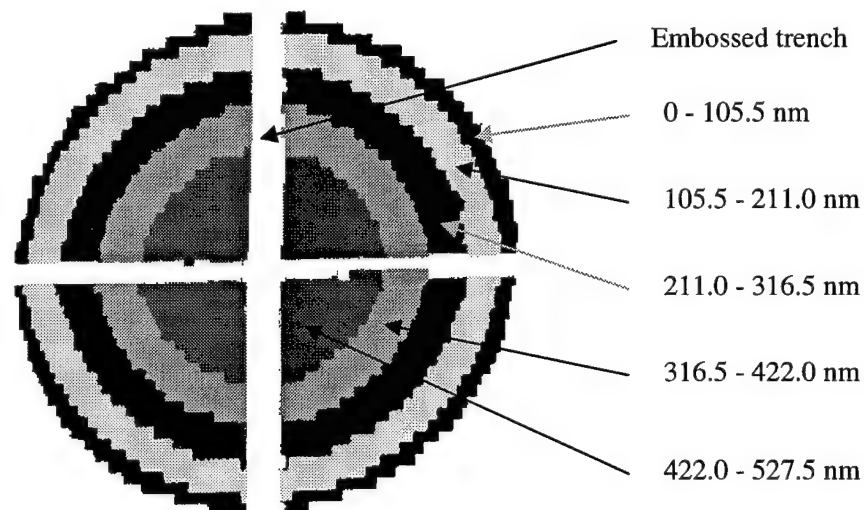 Embossed trench
0 - 105.5 nm
105.5 - 211.0 nm
211.0 - 316.5 nm
316.5 - 422.0 nm
422.0 - 527.5 nm